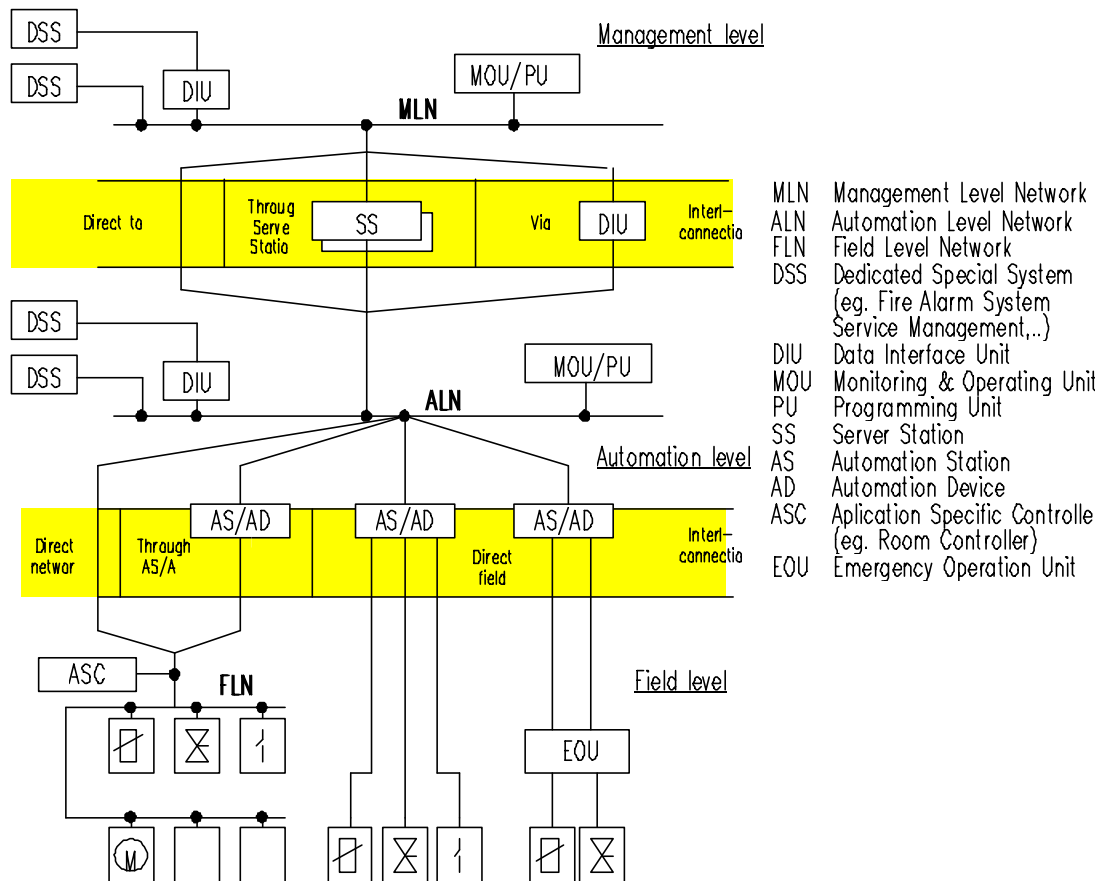 DSS
Management level
DSS
DIU
MOU/PU
MLN
Direct to
Throug
Serve
Statio
SS
Via
DIU
Interl-
connectio
DSS
DSS
DIU
MOU/PU
ALN
Automation level
AS/AD
AS/AD
AS/AD
Direct
networ
Through
AS/A
Direct
field
Interl-
connectio
ASC
FLN
Field level
EOU
M
MLN Management Level Network
ALN Automation Level Network
FLN Field Level Network
DSS Dedicated Special System
(eg. Fire Alarm System
Service Management,..)
DIU Data Interface Unit
MOU Monitoring & Operating Unit
PU Programming Unit
SS Server Station
AS Automation Station
AD Automation Device
ASC Aplication Specific Controlle
(eg. Room Controller)
EOU Emergency Operation Unit